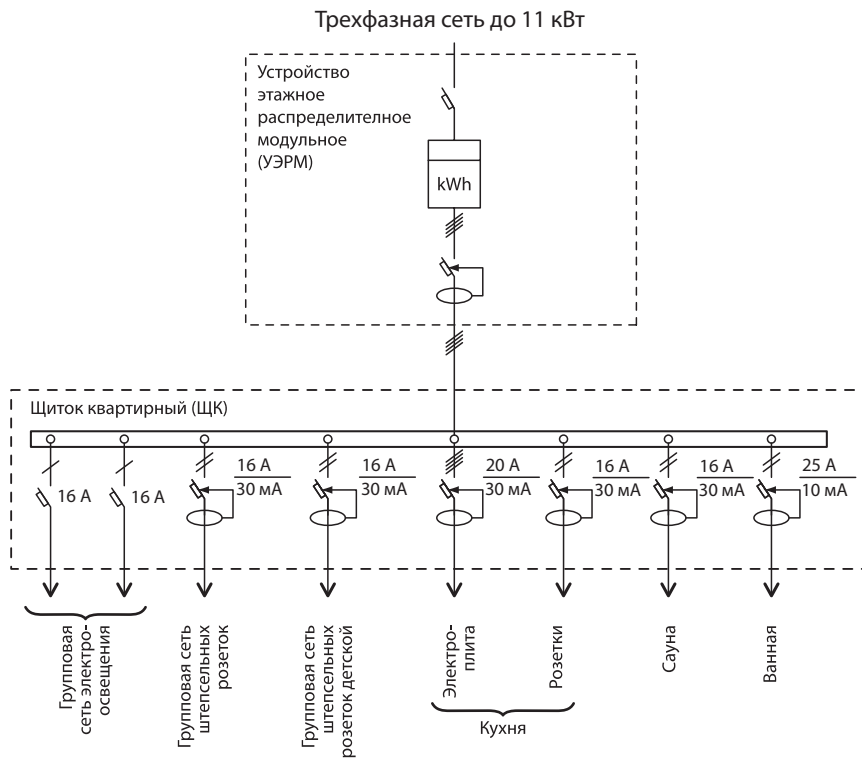 Трехфазная сеть до 11 кВт
Устройство
этажное
распределителное
модульное
(УЭРМ)
kWh
Щиток квартирный (ЩК)
16 А
16 А
16 А
30 мА
16 А
30 мА
20 А
30 мА
16 А
30 мА
16 А
30 мА
25 А
10 мА
Групповая
сеть электро-
освещения
Групповая сеть
штепсельных
розеток
Групповая сеть
штепсельных
розеток детской
Электро-
плита
Розетки
Кухня
Сауна
Ванная